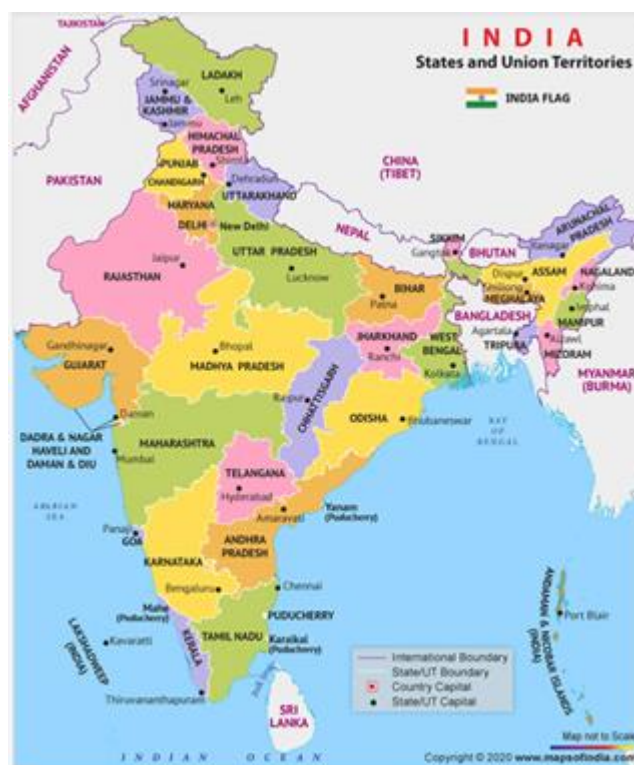 TAJIKISTAN
INDIA
States and Union Territories
INDIA FLAG
AFGHANISTAN
LADAKH
Srinagar
Leh
JAMMU &
KASHMIR
Jammu
HIMACHAL
PRADESH
Shimla
PUNJAB
CHANDIGARH
Dehradun
UTTARAKHAND
PAKISTAN
CHINA
(TIBET)
HARYANA
DELHI
New Delhi
NEPAL
ARUNACHAL
PRADESH
Itanagar
SIKKIM
Gangtok
BHUTAN
UTTAR PRADESH
Lucknow
Jaipur
RAJASTHAN
Dispur
ASSAM
NAGALAND
Kohima
Shillong
MEGHALAYA
Imphal
MANIPUR
BIHAR
Patna
BANGLADESH
Agartala
TRIPURA
Aizawl
MIZORAM
Gandhinagar
GUJARAT
Bhopal
MADHYA PRADESH
JHARKHAND
Ranchi
WEST
BENGAL
Kolkata
MYANMAR
(BURMA)
CHHATTISGARH
Raipur
ODISHA
Bhubaneswar
Daman
DADRA & NAGAR
HAVELI AND
DAMAN & DIU
MAHARASHTRA
Mumbai
BAY
OF
BENGAL
TELANGANA
Hyderabad
ARABIAN
SEA
Amaravati
Yanam
(Puducherry)
Panaji
GOA
ANDHRA
PRADESH
KARNATAKA
Bengaluru
Chennai
Mahe
(Puducherry)
PUDUCHERRY
TAMIL NADU
Karaikal
(Puducherry)
KERALA
LAKSHADWEEP
(INDIA)
Kavaratti
Thiruvananthapuram
SRI
LANKA
ANDAMAN & NICOBAR ISLANDS
(INDIA)
Port Blair
International Boundary
State/UT Boundary
Country Capital
State/UT Capital
INDIAN OCEAN
Map not to Scale
Copyright © 2020 www.mapsofindia.com